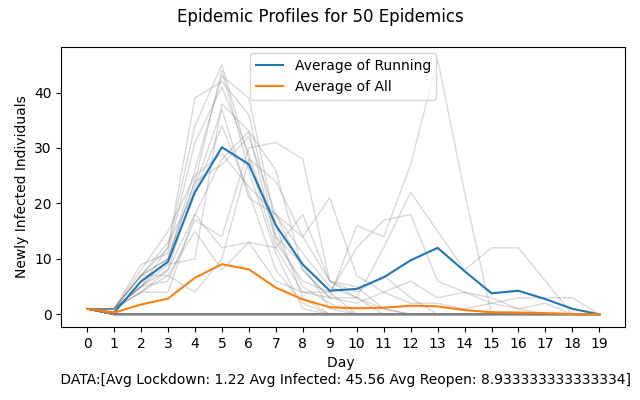 Epidemic Profiles for 50 Epidemics
Newly Infected Individuals
40
30
20
10
0
Average of Running
Average of All
0 1 2 3 4 5 6 7 8 9 10 11 12 13 14 15 16 17 18 19
Day
DATA:[Avg Lockdown: 1.22 Avg Infected: 45.56 Avg Reopen: 8.933333333333334]